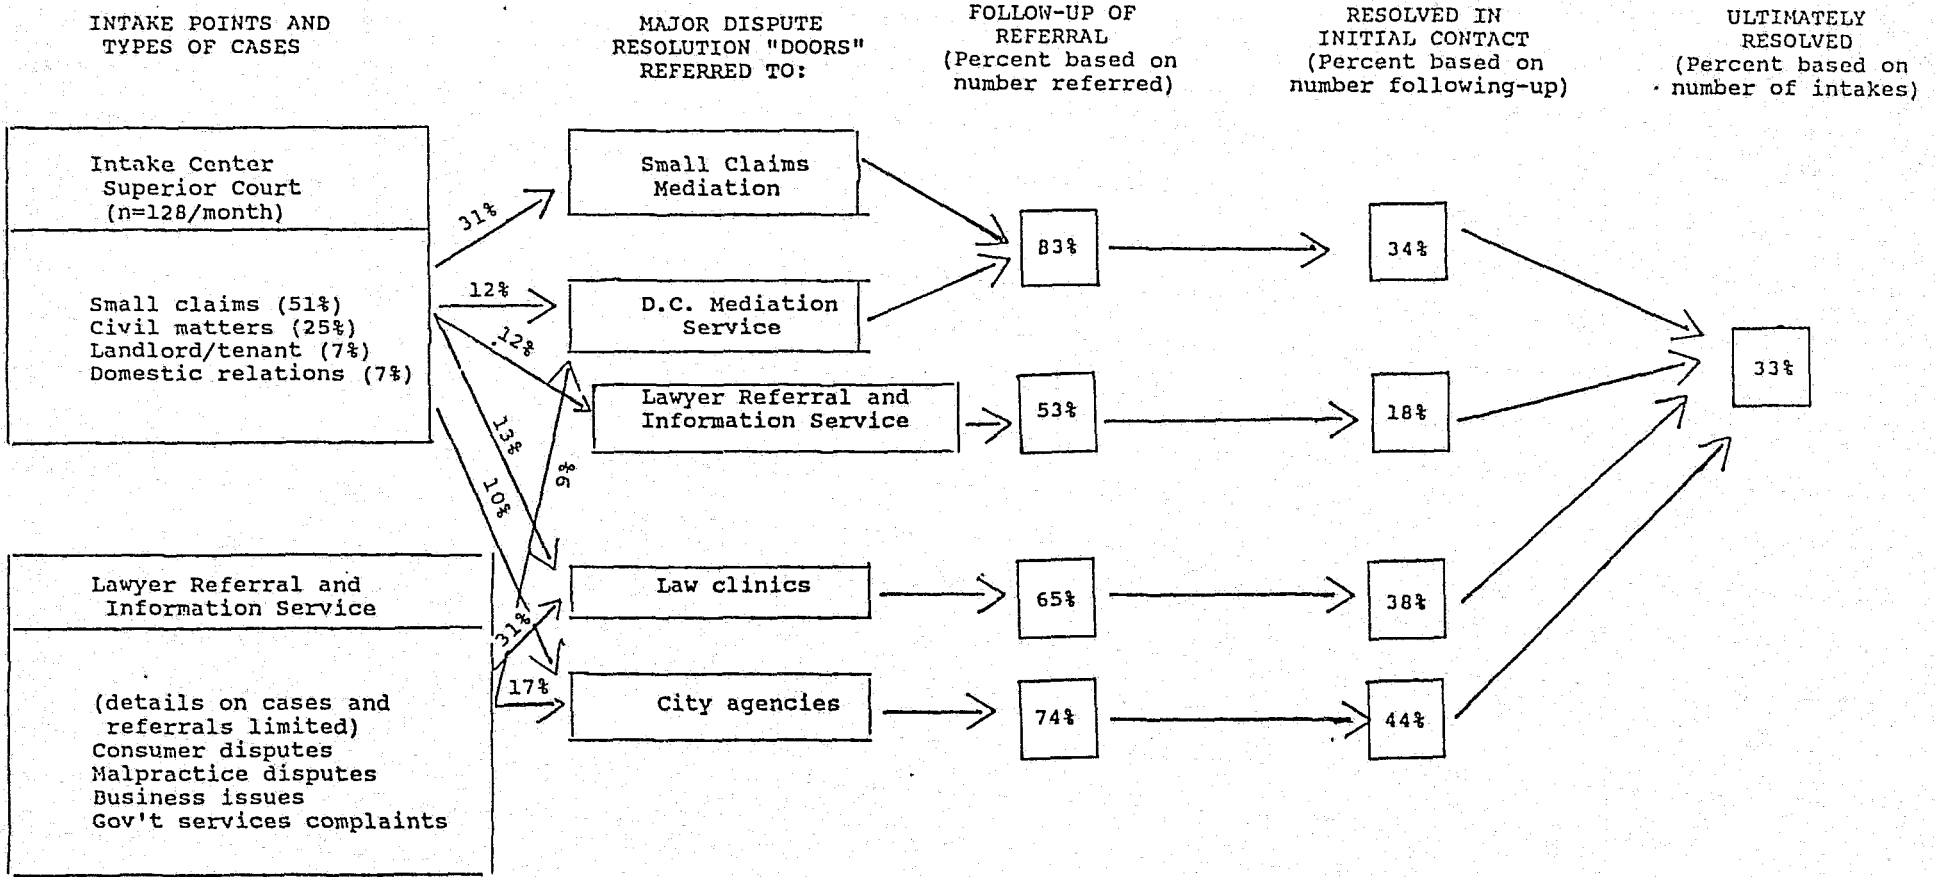 INTAKE POINTS AND
TYPES OF CASES
MAJOR DISPUTE
RESOLUTION "DOORS"
REFERRED TO:
FOLLOW-UP OF
REFERRAL
(Percent based on
number referred)
RESOLVED IN
INITIAL CONTACT
(Percent based on
number following-up)
ULTIMATELY
RESOLVED
(Percent based on
number of intakes)
Intake Center
Superior Court
(n=128/month)
Small claims (51%)
Civil matters (25%)
Landlord/tenant (7%)
Domestic relations (7%)
Lawyer Referral and
Information Service
(details on cases and
referrals limited)
Consumer disputes
Malpractice disputes
Business issues
Gov't services complaints
31%
12%
12%
13%
10%
9%
31%
17%
Small Claims
Mediation
D.C. Mediation
Service
Lawyer Referral and
Information Service
Law clinics
City agencies
83%
53%
65%
74%
34%
18%
38%
44%
33%